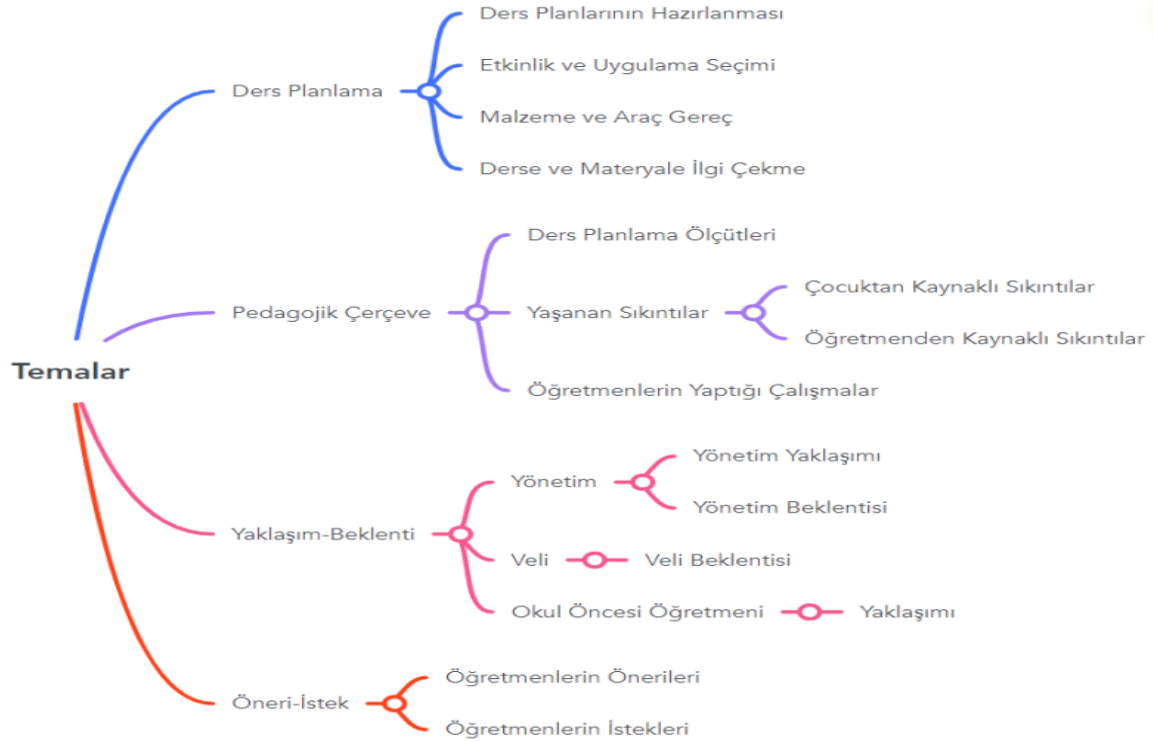 Temalar
Ders Planlama
Ders Planlarının Hazırlanması
Etkinlik ve Uygulama Seçimi
Malzeme ve Araç Gereç
Derse ve Materyale İlgi Çekme
Pedagojik Çerçeve
Ders Planlama Ölçütleri
Yaşanan Sıkıntılar
Çocuktan Kaynaklı Sıkıntılar
Öğretmenden Kaynaklı Sıkıntılar
Öğretmenlerin Yaptığı Çalışmalar
Yaklaşım-Beklenti
Yönetim
Yönetim Yaklaşımı
Yönetim Beklentisi
Veli
Veli Beklentisi
Okul Öncesi Öğretmeni
Yaklaşımı
Öneri-İstek
Öğretmenlerin Önerileri
Öğretmenlerin İstekleri